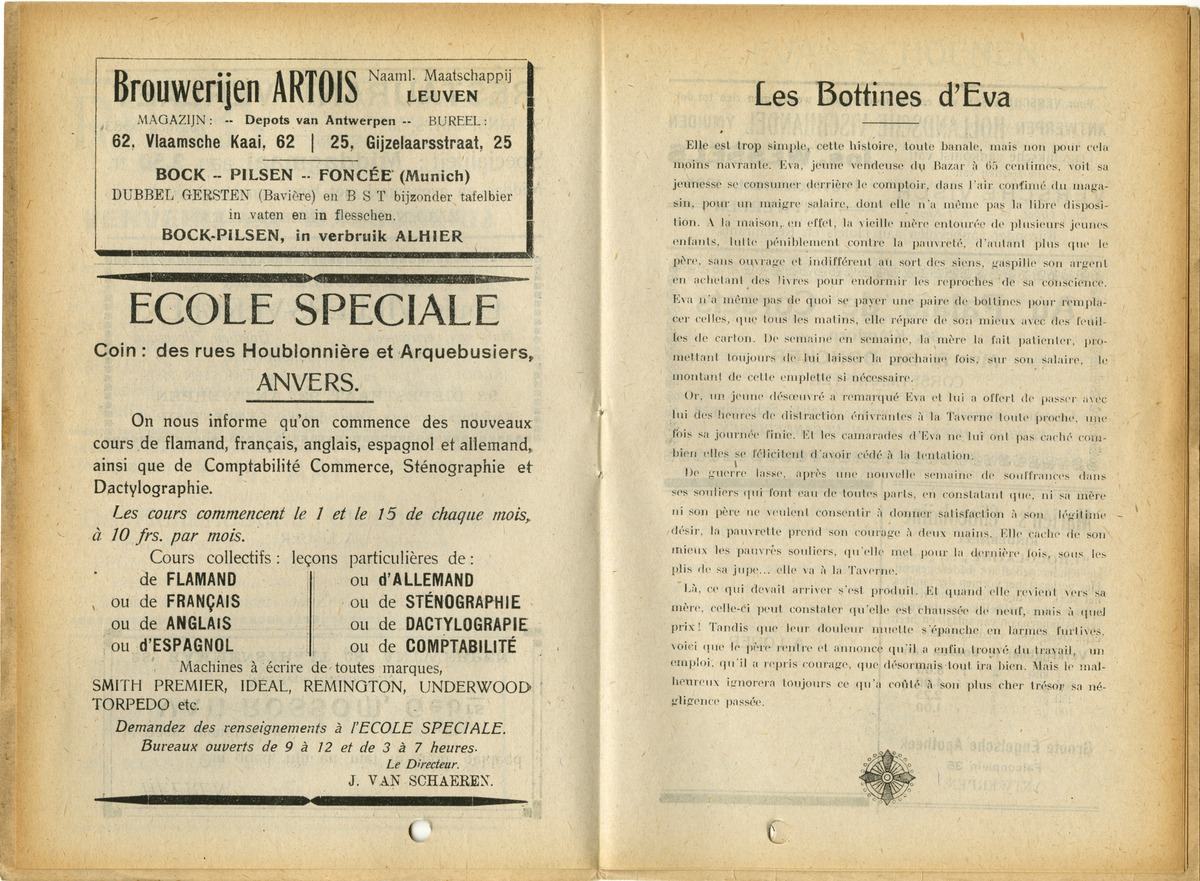 Brouwerijen ARTOIS Naaml. Maatschappij
LEUVEN
MAGAZIJN: -- Depots van Antwerpen -- BUREEL:
62, Vlaamsche Kaai, 62 | 25, Gijzelaarsstraat, 25
BOCK -- PILSEN -- FONCÉE (Munich)
DUBBEL GERSTEN (Bavière) en B S T bijzonder tafelbier
in vaten en in flesschen.
BOCK-PILSEN, in verbruik ALHIER
ECOLE SPECIALE
Coin: des rues Houblonnière et Arquebusiers,
ANVERS.
On nous informe qu'on commence des nouveaux
cours de flamand, français, anglais, espagnol et allemand,
ainsi que de Comptabilité Commerce, Sténographie et
Dactylographie.
Les cours commencent le 1 et le 15 de chaque mois,
à 10 frs. par mois.
Cours collectifs: leçons particulières de:
de FLAMAND ou d'ALLEMAND
ou de FRANÇAIS ou de STÉNOGRAPHIE
ou de ANGLAIS ou de DACTYLOGRAPIE
ou d'ESPAGNOL ou de COMPTABILITÉ
Machines à écrire de toutes marques,
SMITH PREMIER, IDEAL, REMINGTON, UNDERWOOD
TORPEDO etc.
Demandez des renseignements à l'ECOLE SPECIALE.
Bureaux ouverts de 9 à 12 et de 3 à 7 heures.
Le Directeur.
J. VAN SCHAEREN.
Les Bottines d'Eva
Elle est trop simple, cette histoire, toute banale, mais non pour cela
moins navrante. Eva, jeune vendeuse du Bazar à 65 centimes, voit sa
jeunesse se consumer derrière le comptoir, dans l'air confimé du maga-
sin, pour un maigre salaire, dont elle n'a même pas la libre disposi-
tion. A la maison, en effet, la vieille mère entourée de plusieurs jeunes
enfants, lutte péniblement contre la pauvreté, d'autant plus que le
père, sans ouvrage et indifférent au sort des siens, gaspille son argent
en achetant des livres pour endormir les reproches de sa conscience.
Eva n'a même pas de quoi se payer une paire de bottines pour rempla-
cer celles, que tous les matins, elle répare de son mieux avec des feuil-
les de carton. De semaine en semaine, la mère la fait patienter, pro-
mettant toujours de lui laisser la prochaine fois, sur son salaire, le
montant de cette emplette si nécessaire.
Or, un jeune désœuvré a remarqué Eva et lui a offert de passer avec
lui des heures de distraction énivrantes à la Taverne toute proche, une
fois sa journée finie. Et les camarades d'Eva ne lui ont pas caché com-
bien elles se félicitent d'avoir cédé à la tentation.
De guerre lasse, après une nouvelle semaine de souffrances dans
ses souliers qui font eau de toutes parts, en constatant que, ni sa mère
ni son père ne veulent consentir à donner satisfaction à son légitime
désir, la pauvrette prend son courage à deux mains. Elle cache de son
mieux les pauvres souliers, qu'elle met pour la dernière fois, sous les
plis de sa jupe... elle va à la Taverne.
Là, ce qui devait arriver s'est produit. Et quand elle revient vers sa
mère, celle-ci peut constater qu'elle est chaussée de neuf, mais à quel
prix! Tandis que leur douleur muette s'épanche en larmes furtives,
voici que le père rentre et annonce qu'il a enfin trouvé du travail, un
emploi, qu'il a repris courage, que désormais tout ira bien. Mais le mal-
heureux ignorera toujours ce qu'a coûté à son plus cher trésor sa né-
gligence passée.